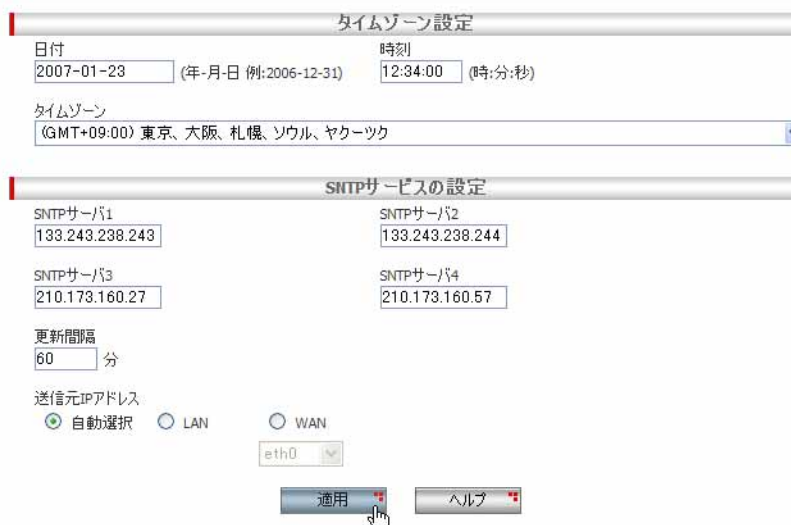 タイムゾーン設定
日付 時刻
2007-01-23 (年-月-日 例:2006-12-31) 12:34:00 (時:分:秒)
タイムゾーン
(GMT+09:00) 東京、大阪、札幌、ソウル、ヤクーツク
SNTPサービスの設定
SNTPサーバ1 SNTPサーバ2
133.243.238.243 133.243.238.244
SNTPサーバ3 SNTPサーバ4
210.173.160.27 210.173.160.57
更新間隔
60 分
送信元IPアドレス
自動選択 LAN WAN
eth0
適用 ヘルプ